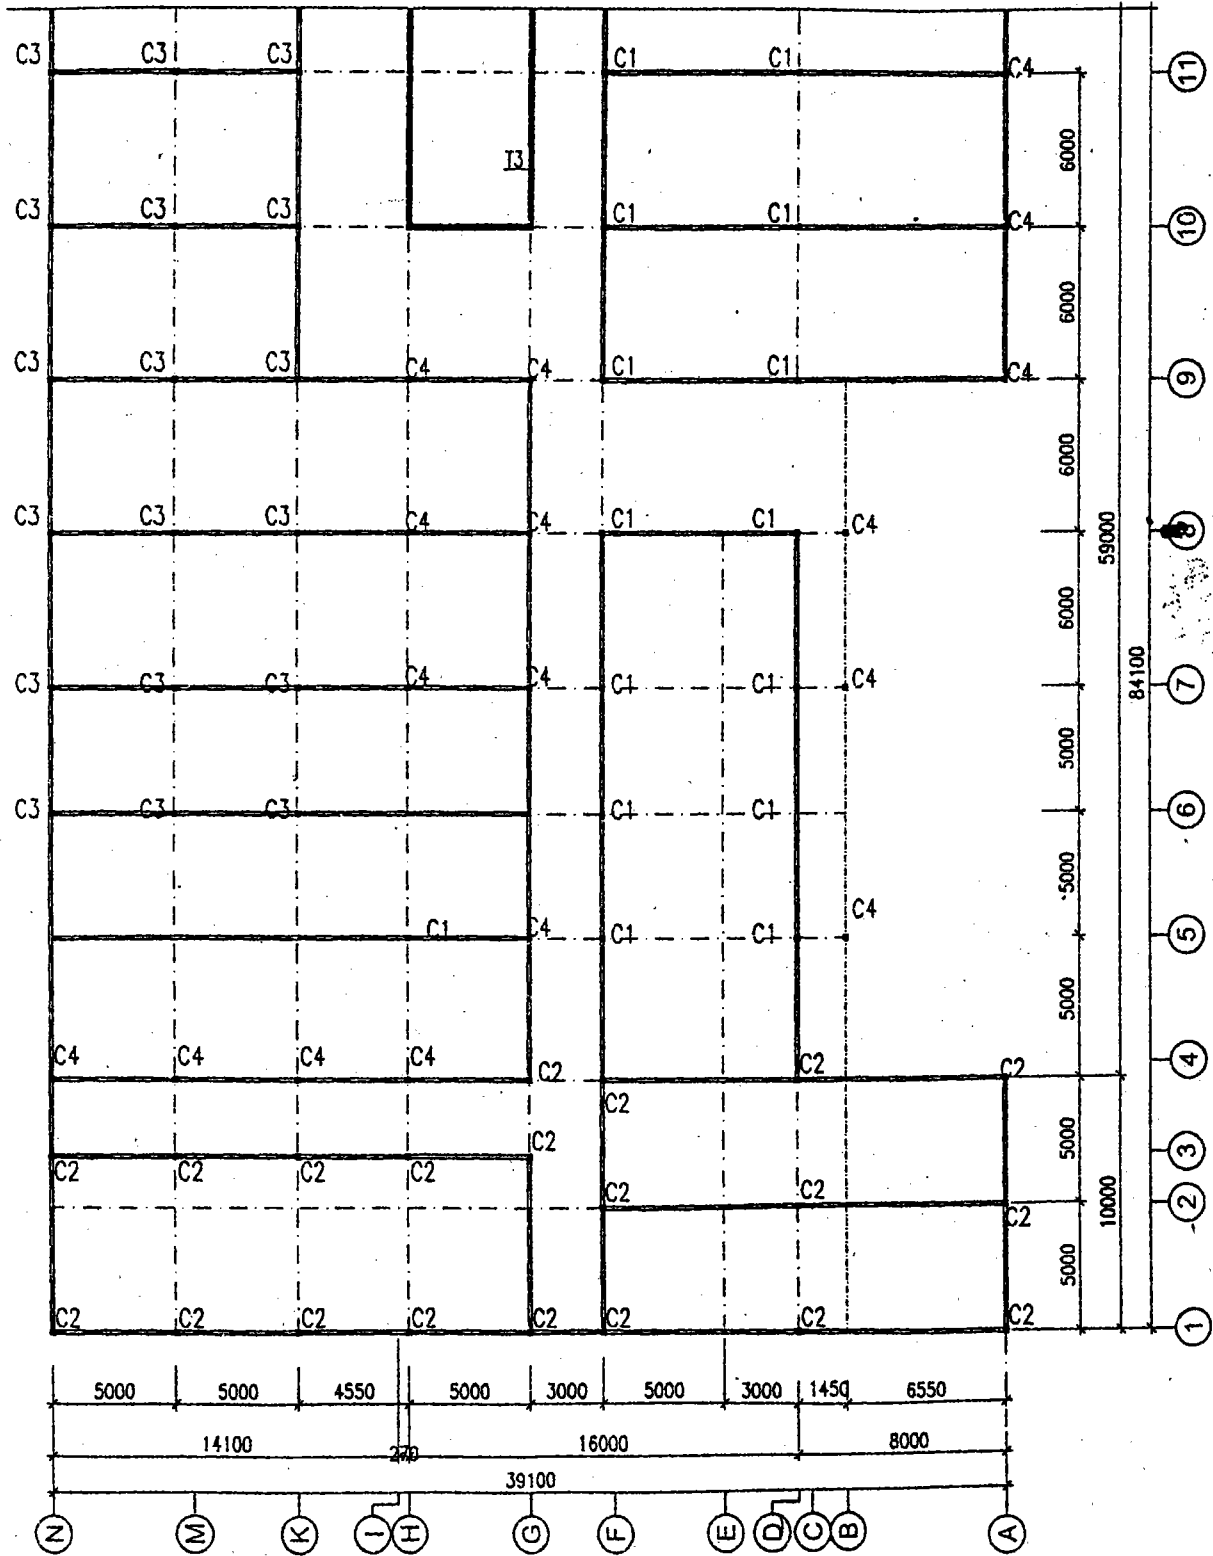 C3 C3 C3 C1 C1 C4 11
T3 6000
C3 C3 C3 C1 C1 C4 10
6000
C3 C3 C3 C4 C4 C1 C1 C4 9
6000 59000
C3 C3 C3 C4 C4 C1 C1 C4 8
6000
C3 C3 C3 C4 C4 C1 C1 C4 84100 7
5000
C3 C3 C3 C1 C1 6
5000
C1 C4 C1 C1 C4 5
5000
C4 C4 C4 C4 C2 C2 C2 4
C2 C2 5000 3
C2 C2 C2 C2 C2 C2 C2 10000 2
5000
C2 C2 C2 C2 C2 C2 C2 C2 1
5000 5000 4550 5000 3000 5000 3000 1450 6550
14100 16000 8000
39100
N M K I H G F E D C B A